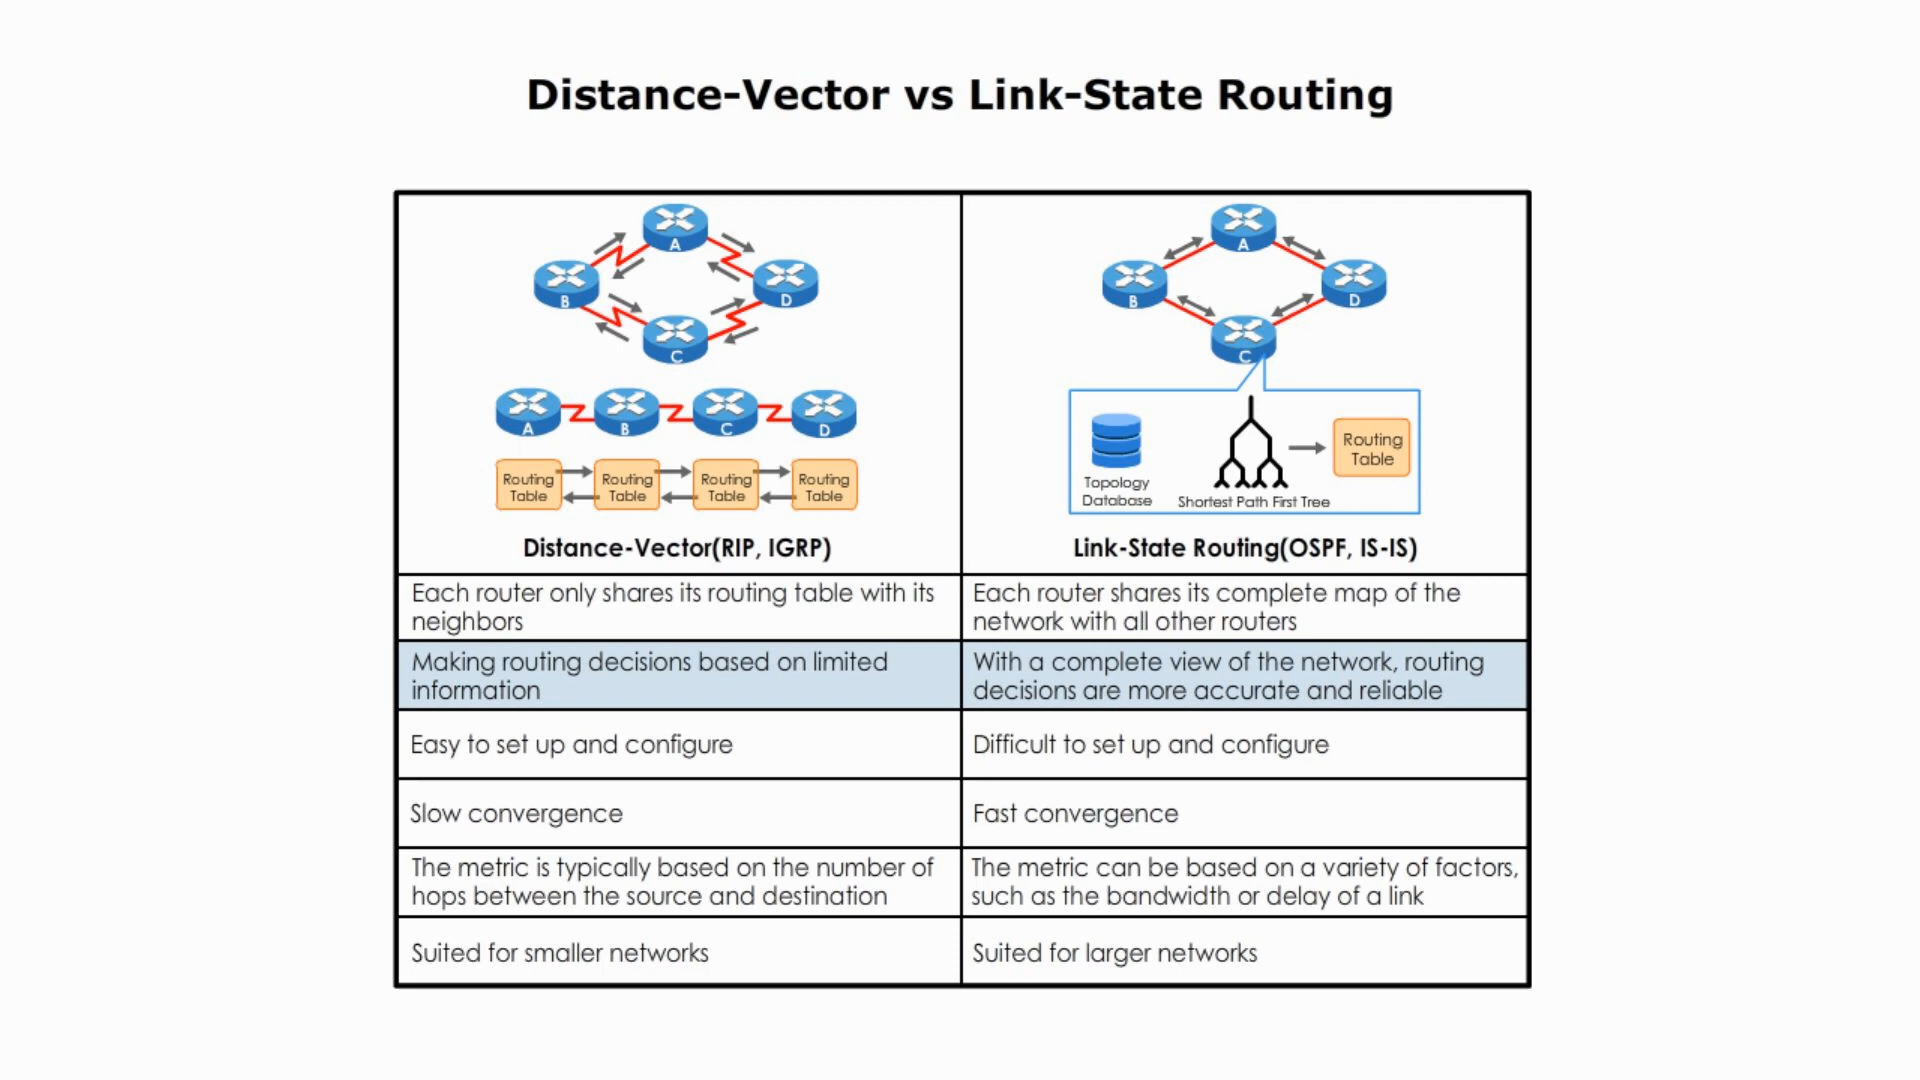 Distance-Vector vs Link-State Routing
A
B
D
C
A
B
C
D
Routing
Table
Routing
Table
Routing
Table
Routing
Table
Distance-Vector(RIP, IGRP)
A
B
D
C
Topology
Database
Shortest Path First Tree
Routing
Table
Link-State Routing(OSPF, IS-IS)
Each router only shares its routing table with its
neighbors
Each router shares its complete map of the
network with all other routers
Making routing decisions based on limited
information
With a complete view of the network, routing
decisions are more accurate and reliable
Easy to set up and configure
Difficult to set up and configure
Slow convergence
Fast convergence
The metric is typically based on the number of
hops between the source and destination
The metric can be based on a variety of factors,
such as the bandwidth or delay of a link
Suited for smaller networks
Suited for larger networks